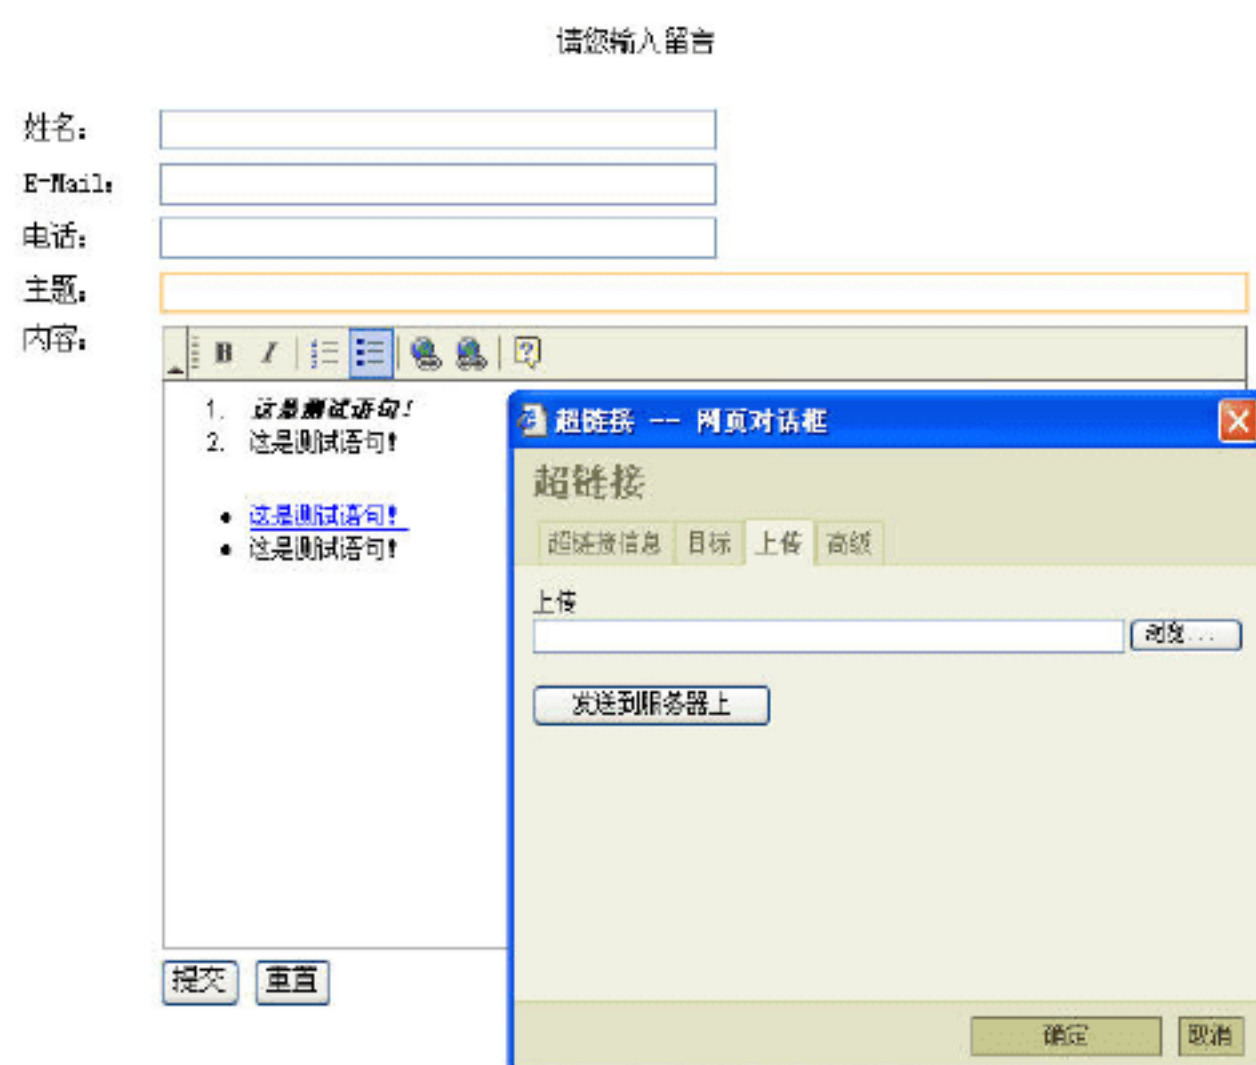 请您输入留言
姓名:
E-Mail:
电话:
主题:
内容:
B I
1. 这是测试语句!
2. 这是测试语句!
• 这是测试语句!
• 这是测试语句!
提交 重置
超链接 -- 网页对话框
超链接
超链接信息 目标 上传 高级
上传
浏览...
发送到服务器上
确定 取消